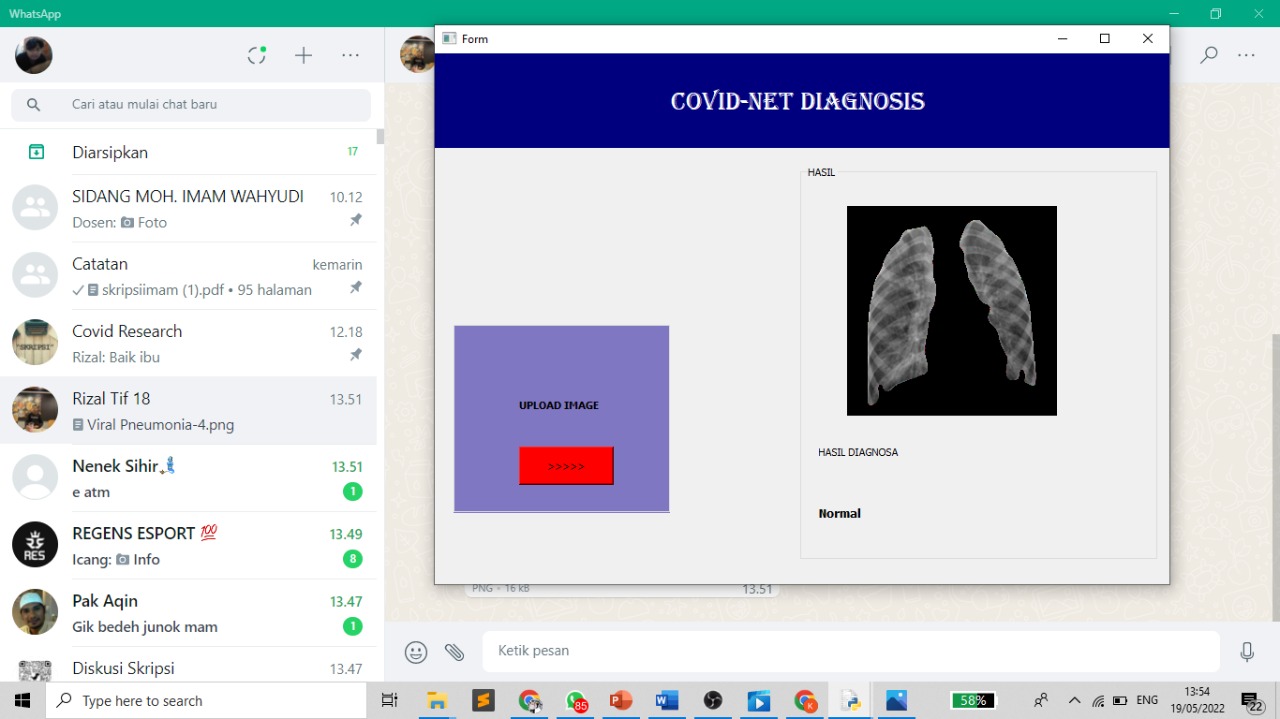 WhatsApp
Form
COVID-NET DIAGNOSIS
Cari atau mulai chat baru
Diarsipkan 17
SIDANG MOH. IMAM WAHYUDI 10.12
Dosen: Foto
Catatan kemarin
skripsiimam (1).pdf • 95 halaman
Covid Research 12.18
Rizal: Baik ibu
"SKRIPSI"
Rizal Tif 18 13.51
Viral Pneumonia-4.png
Nenek Sihir 13.51
e atm 1
REGENS ESPORT 💯 13.49
Icang: Info 8
RES
Pak Aqin 13.47
Gik bedeh junok mam 1
Diskusi Skripsi 13.47
UPLOAD IMAGE
>>>>>
HASIL
HASIL DIAGNOSA
Normal
PNG • 16 kB 13.51
Ketik pesan
Type here to search
85
58%
ENG
13:54
19/05/2022
22